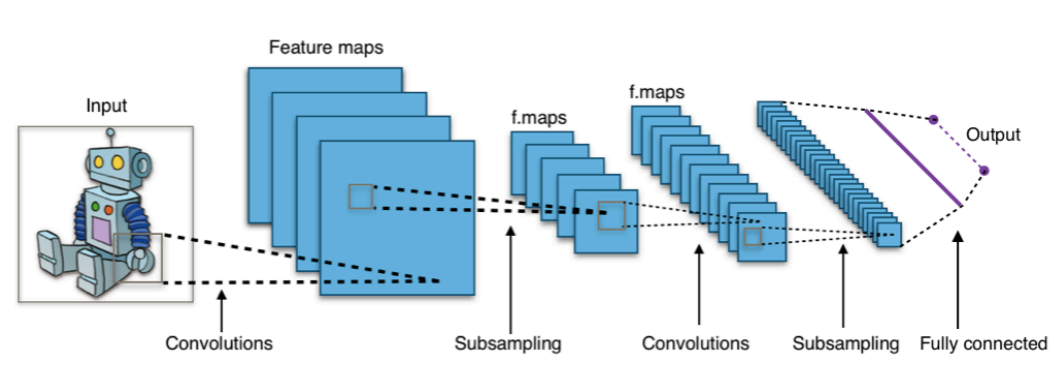 Feature maps
Input
f.maps
f.maps
Output
Convolutions
Subsampling
Convolutions
Subsampling
Fully connected